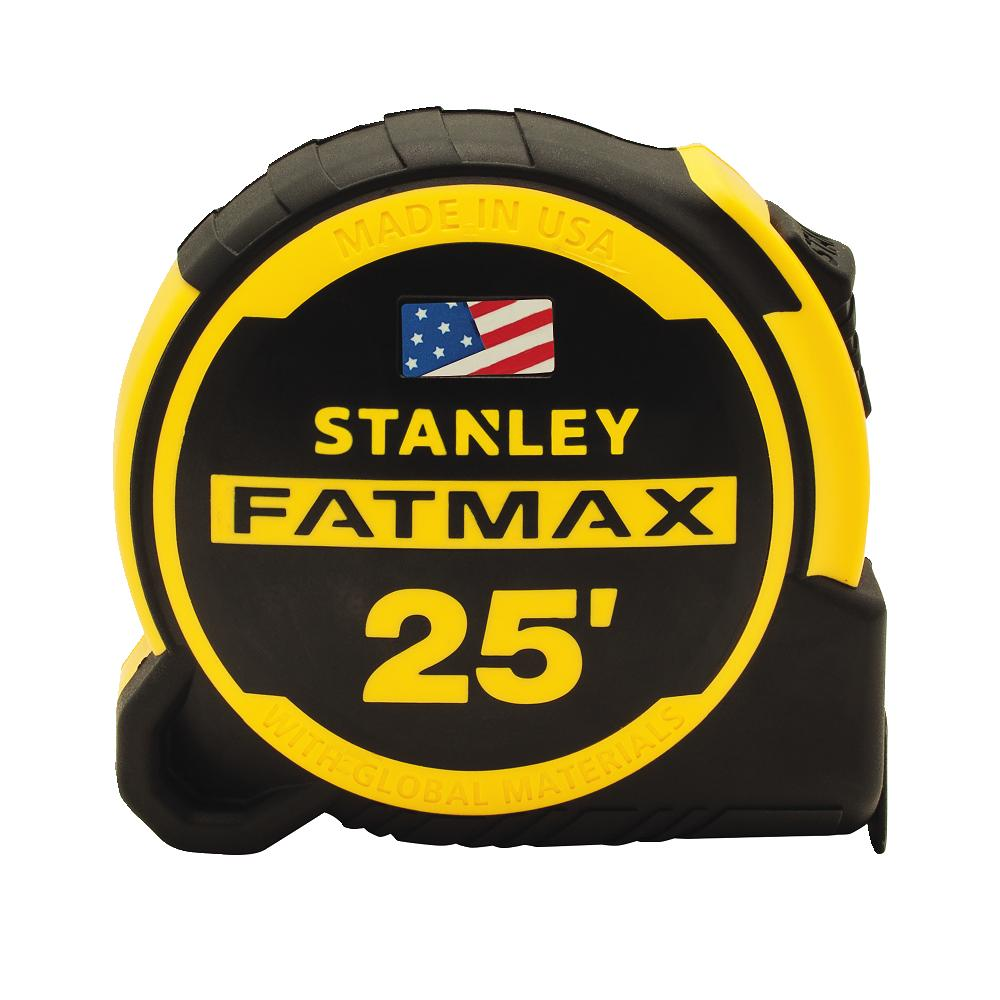 MADE IN USA
STANLEY
FATMAX
25'
WITH GLOBAL MATERIALS